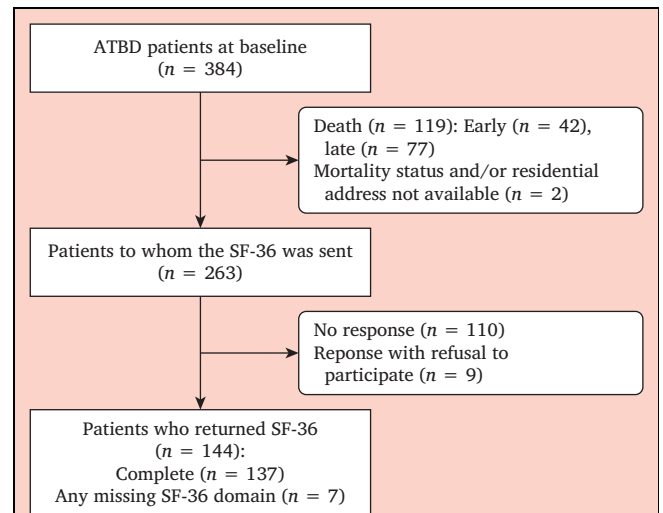 ATBD patients at baseline
(n = 384)
Death (n = 119): Early (n = 42),
late (n = 77)
Mortality status and/or residential
address not available (n = 2)
Patients to whom the SF-36 was sent
(n = 263)
No response (n = 110)
Reponse with refusal to
participate (n = 9)
Patients who returned SF-36
(n = 144):
Complete (n = 137)
Any missing SF-36 domain (n = 7)